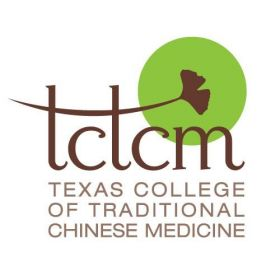 tctcm
TEXAS COLLEGE
OF TRADITIONAL
CHINESE MEDICINE